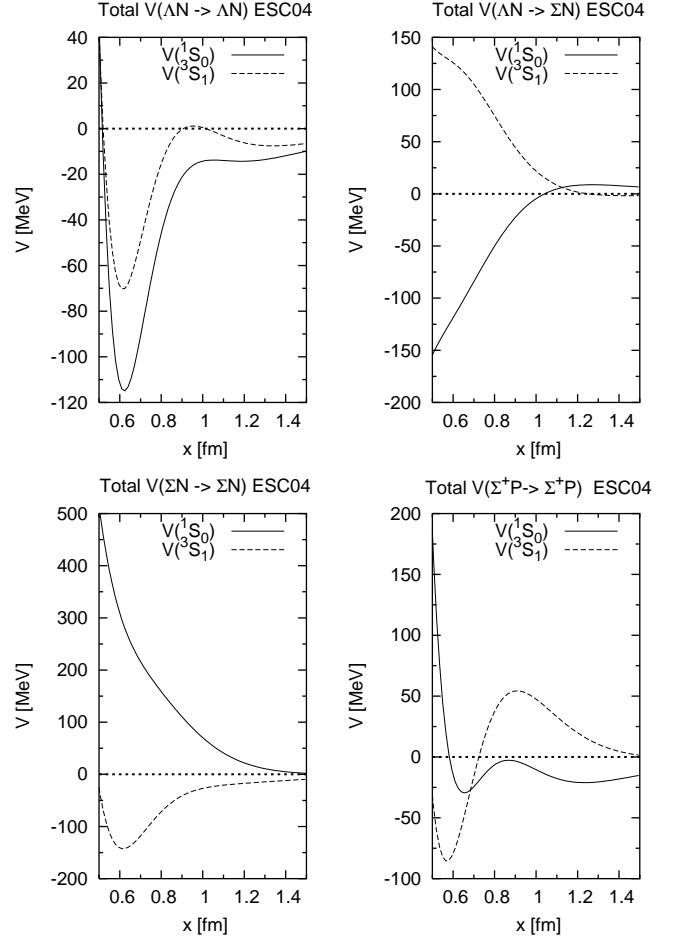 Total V(ΛN -> ΛN) ESC04
V(¹S₀)
V(³S₁)
40
20
0
-20
-40
-60
-80
-100
-120
V [MeV]
0.6 0.8 1 1.2 1.4
x [fm]
Total V(ΛN -> ΣN) ESC04
V(¹S₀)
V(³S₁)
150
100
50
0
-50
-100
-150
-200
V [MeV]
0.6 0.8 1 1.2 1.4
x [fm]
Total V(ΣN -> ΣN) ESC04
V(¹S₀)
V(³S₁)
500
400
300
200
100
0
-100
-200
V [MeV]
0.6 0.8 1 1.2 1.4
x [fm]
Total V(Σ⁺P-> Σ⁺P) ESC04
V(¹S₀)
V(³S₁)
200
150
100
50
0
-50
-100
V [MeV]
0.6 0.8 1 1.2 1.4
x [fm]